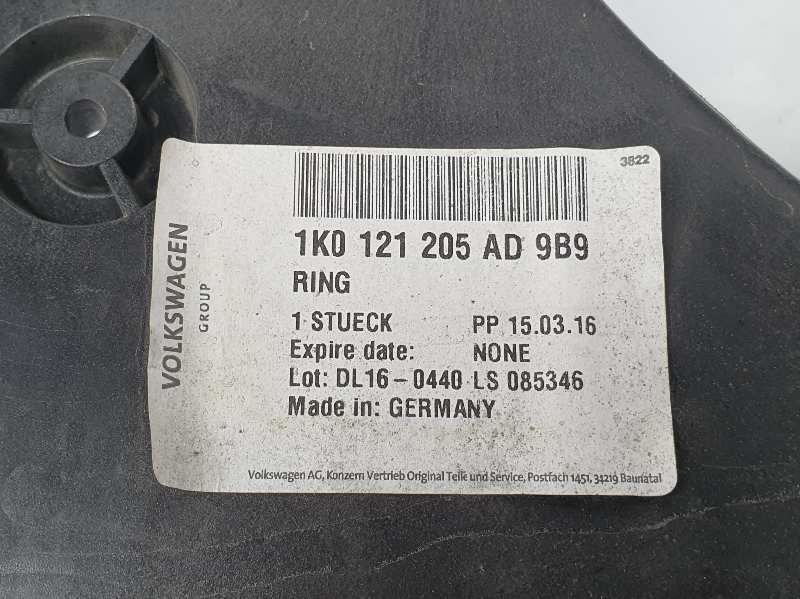 3822
1K0 121 205 AD 9B9
RING
1 STUECK PP 15.03.16
Expire date: NONE
Lot: DL16-0440 LS 085346
Made in: GERMANY
VOLKSWAGEN
GROUP
Volkswagen AG, Konzern Vertrieb Original Teile und Service, Postfach 1451, 34219 Baunatal